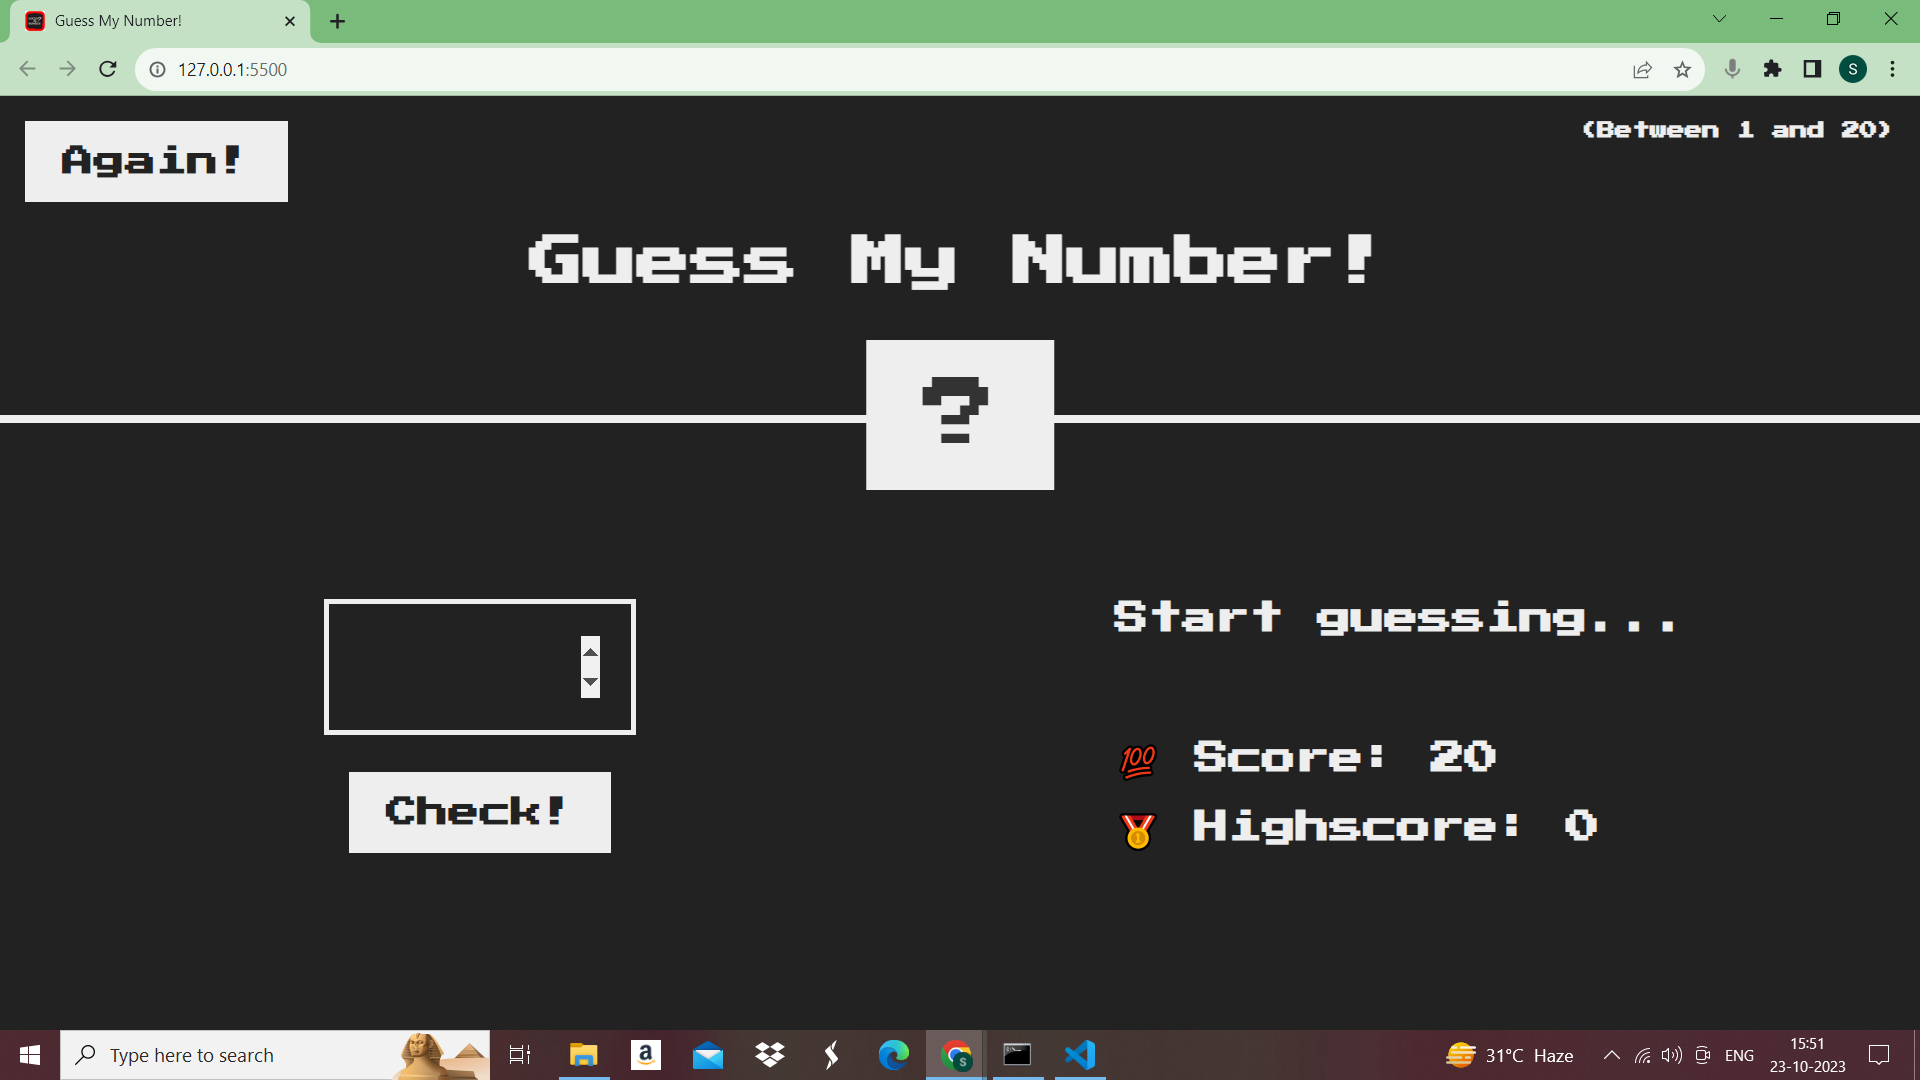 Guess My Number!
127.0.0.1:5500
S
Again!
(Between 1 and 20)
Guess My Number!
?
Start guessing...
💯 Score: 20
🥇 Highscore: 0
Check!
Type here to search
a
S
31°C Haze
ENG
15:51
23-10-2023